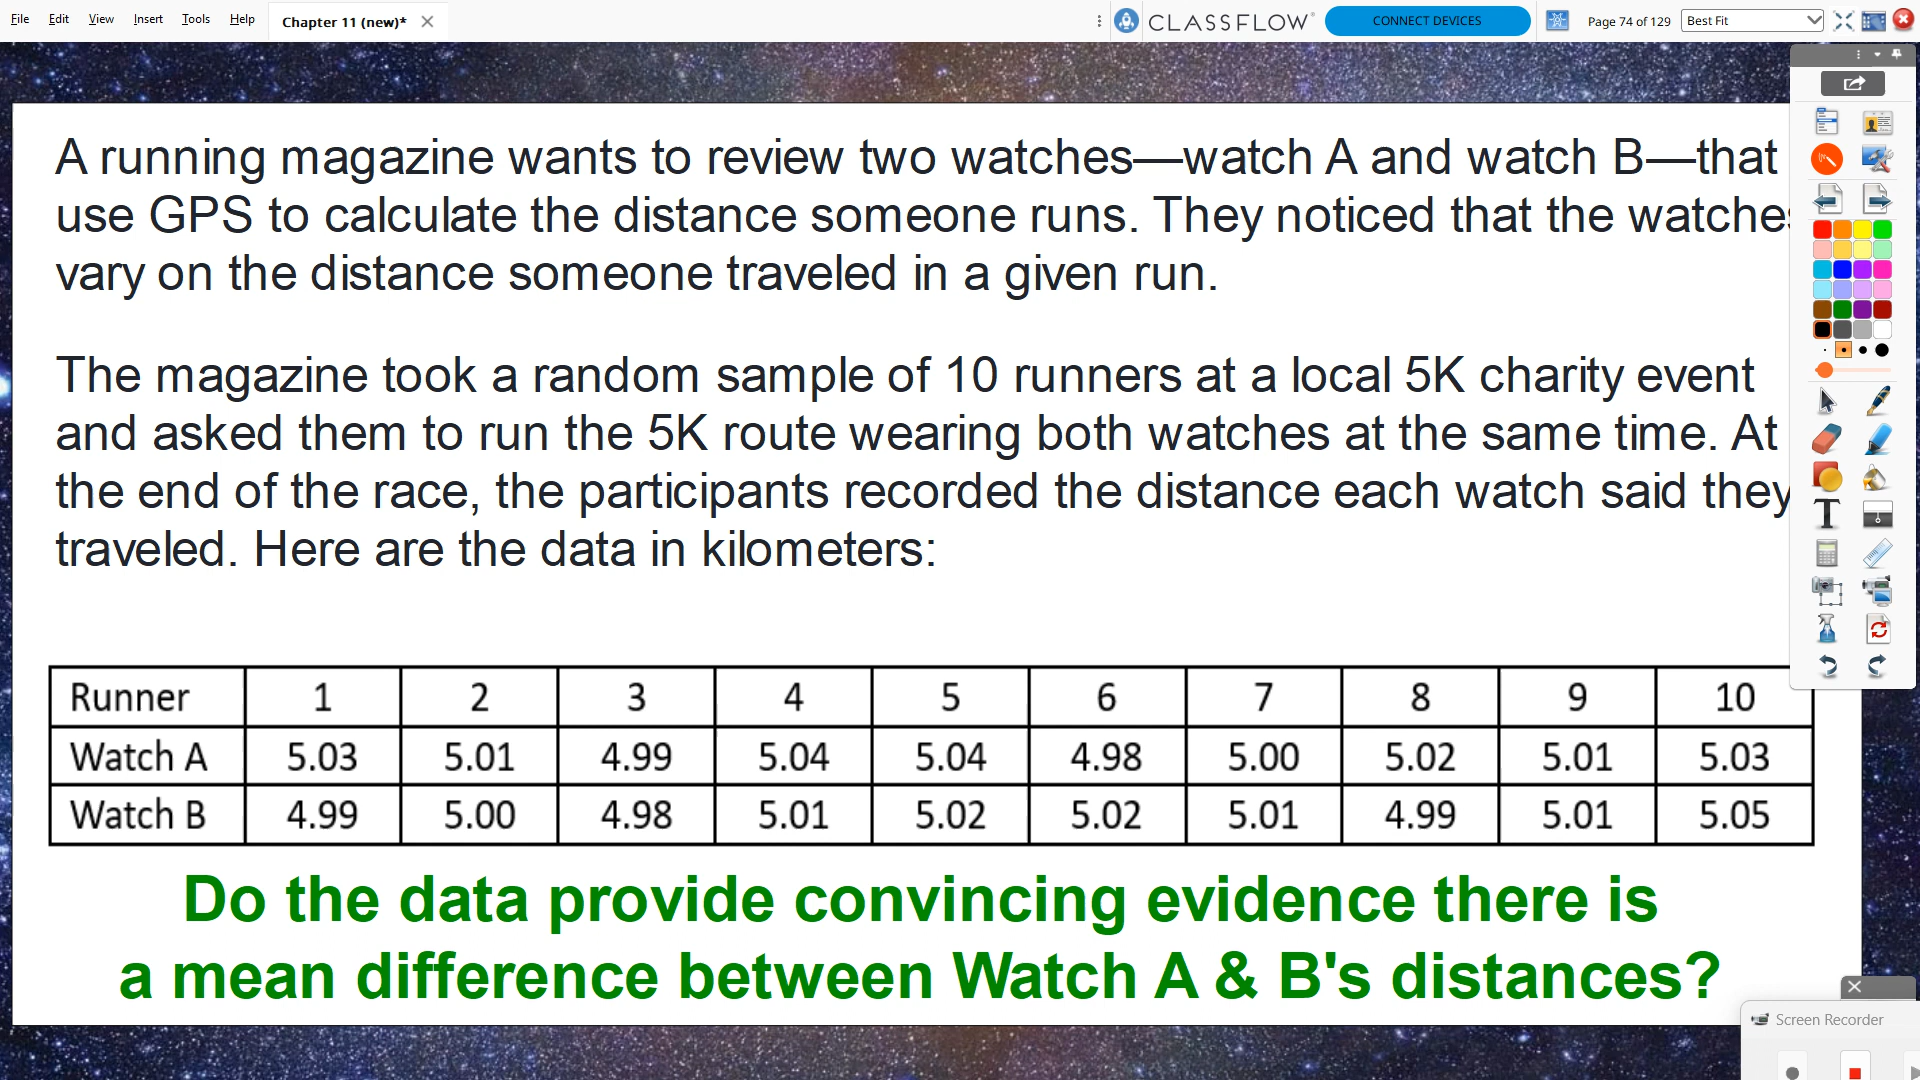 File Edit View Insert Tools Help Chapter 11 (new)* CLASSFLOW CONNECT DEVICES Page 74 of 129 Best Fit
A running magazine wants to review two watches—watch A and watch B—that
use GPS to calculate the distance someone runs. They noticed that the watches
vary on the distance someone traveled in a given run.
The magazine took a random sample of 10 runners at a local 5K charity event
and asked them to run the 5K route wearing both watches at the same time. At
the end of the race, the participants recorded the distance each watch said they
traveled. Here are the data in kilometers:
Runner 1 2 3 4 5 6 7 8 9 10
Watch A 5.03 5.01 4.99 5.04 5.04 4.98 5.00 5.02 5.01 5.03
Watch B 4.99 5.00 4.98 5.01 5.02 5.02 5.01 4.99 5.01 5.05
Do the data provide convincing evidence there is
a mean difference between Watch A & B's distances?
Screen Recorder